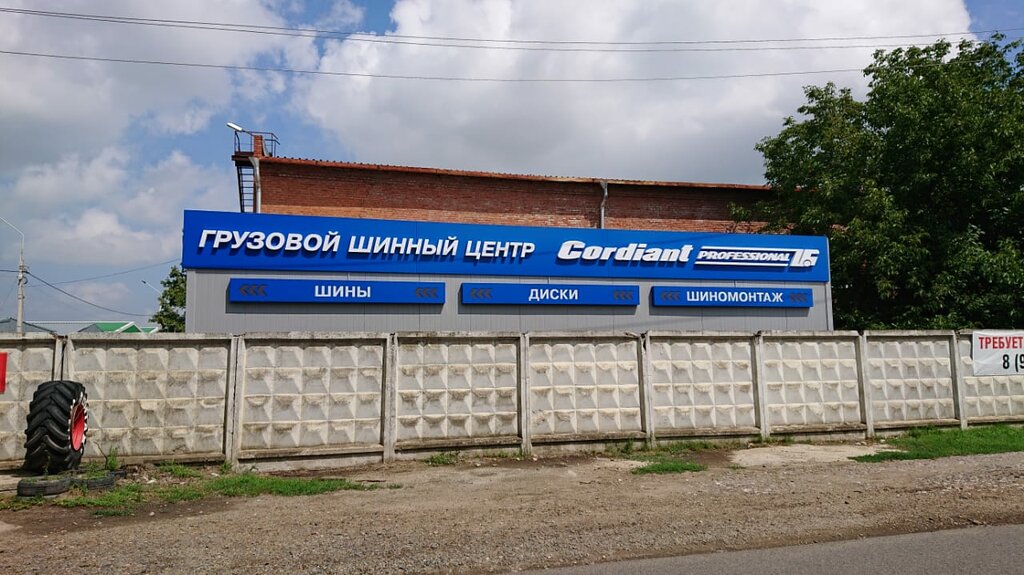 ГРУЗОВОЙ ШИННЫЙ ЦЕНТР
Cordiant PROFESSIONAL
ШИНЫ
ДИСКИ
ШИНОМОНТАЖ
ТРЕБУЕТ
8 (9